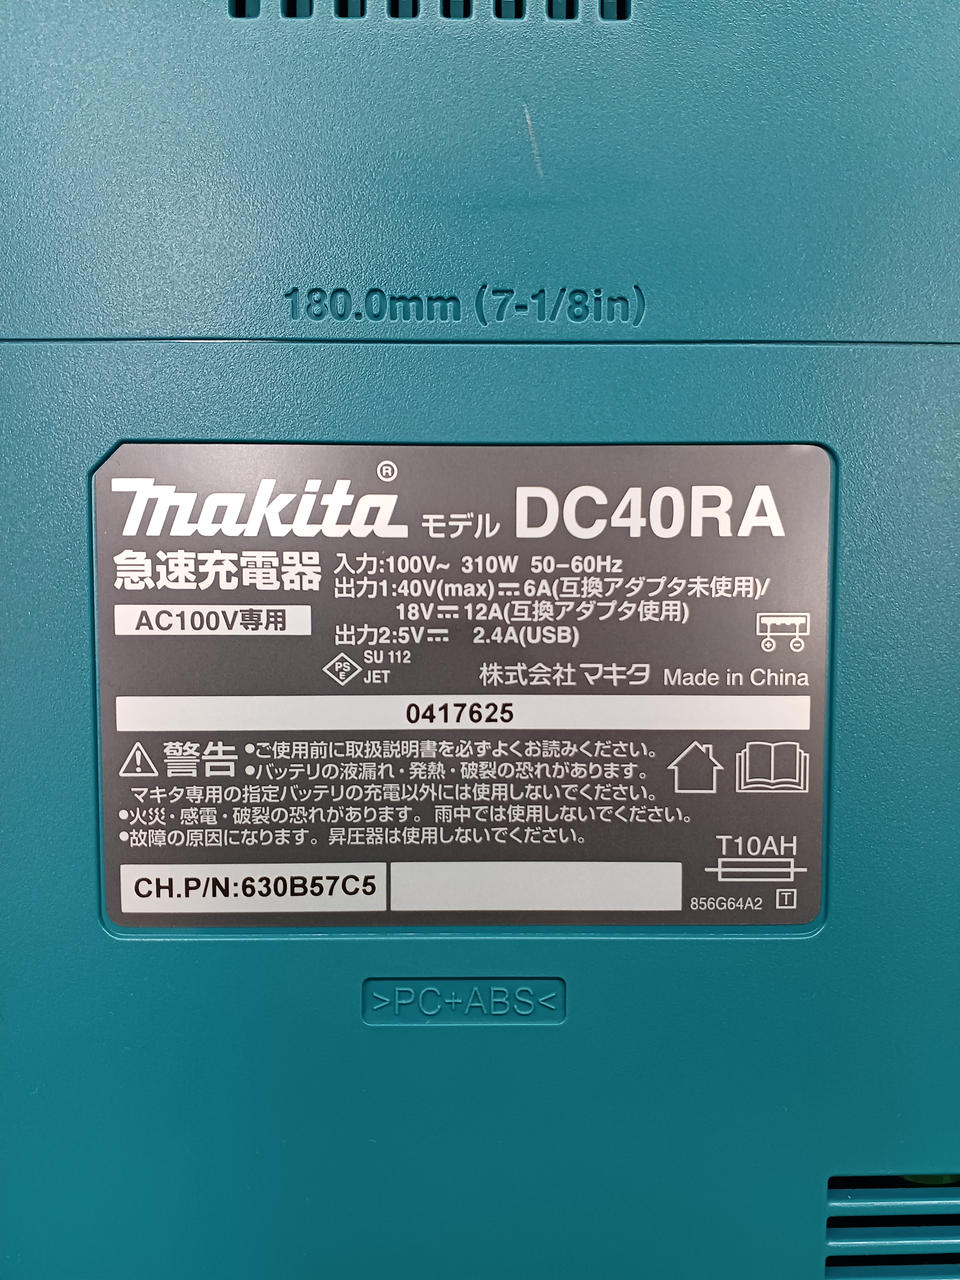 180.0mm (7-1/8in)
makita® モデル DC40RA
急速充電器
AC100V専用
入力:100V~ 310W 50-60Hz
出力1:40V(max)⎓6A(互換アダプタ未使用)/
18V⎓12A(互換アダプタ使用)
出力2:5V⎓ 2.4A(USB)
PSE SU 112
JET
株式会社マキタ Made in China
0417625
警告 •ご使用前に取扱説明書を必ずよくお読みください。
•バッテリの液漏れ・発熱・破裂の恐れがあります。
マキタ専用の指定バッテリの充電以外には使用しないでください。
•火災・感電・破裂の恐れがあります。雨中では使用しないでください。
•故障の原因になります。昇圧器は使用しないでください。
T10AH
CH.P/N:630B57C5
856G64A2 T
>PC+ABS<